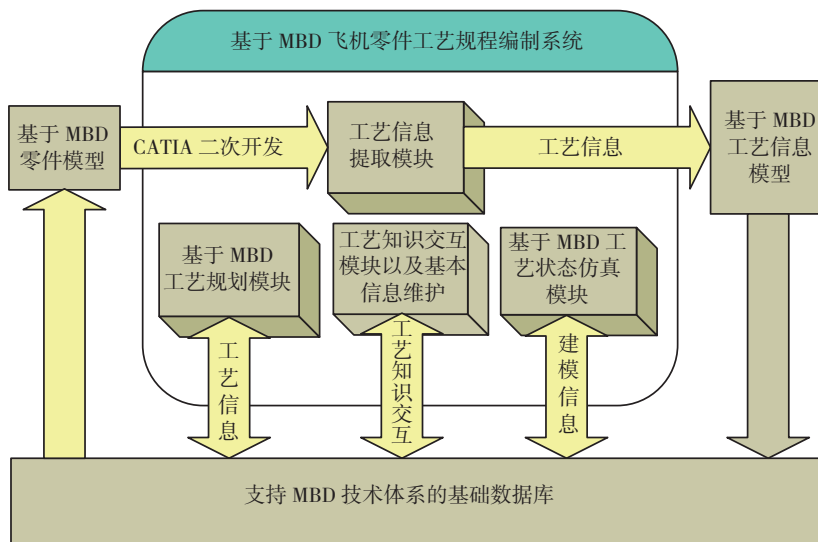 基于 MBD 飞机零件工艺规程编制系统
基于 MBD
零件模型
CATIA 二次开发
工艺信息
提取模块
工艺信息
基于 MBD
工艺信息
模型
基于 MBD
工艺规划模块
工艺知识交互
模块以及基本
信息维护
基于 MBD 工
艺状态仿真
模块
工艺信息
工艺知识交互
建模信息
支持 MBD 技术体系的基础数据库